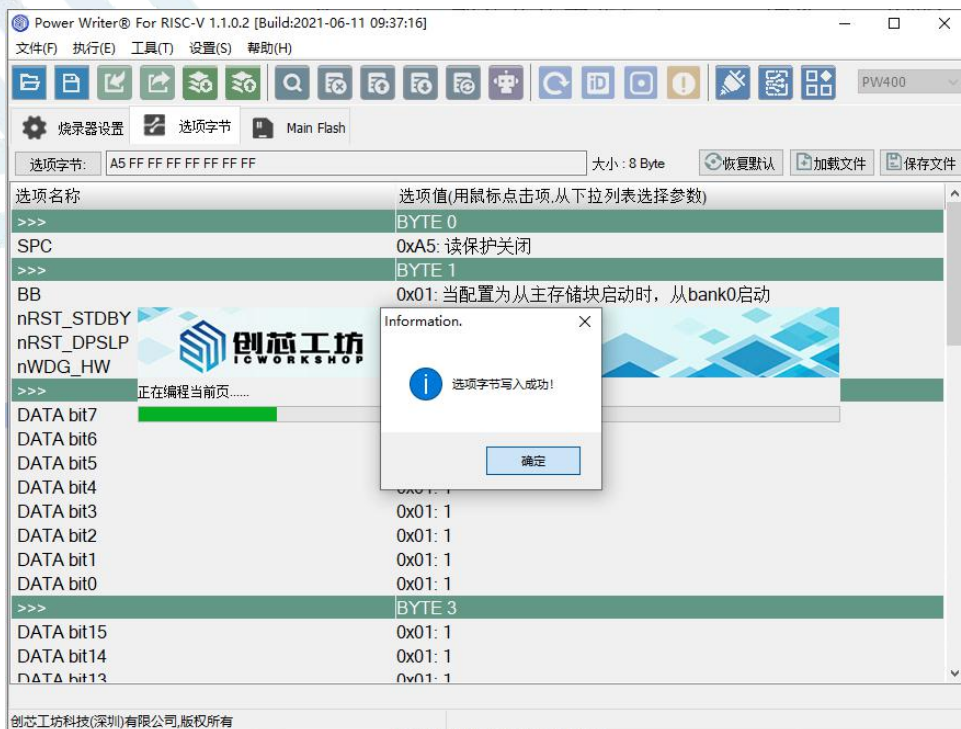 Power Writer® For RISC-V 1.1.0.2 [Build:2021-06-11 09:37:16]
文件(F) 执行(E) 工具(T) 设置(S) 帮助(H)
iD PW400
烧录器设置 选项字节 Main Flash
选项字节: A5 FF FF FF FF FF FF FF 大小 : 8 Byte 恢复默认 加载文件 保存文件
选项名称 选项值(用鼠标点击项,从下拉列表选择参数)
>>> BYTE 0
SPC 0xA5: 读保护关闭
>>> BYTE 1
BB 0x01: 当配置为从主存储块启动时，从bank0启动
nRST_STDBY
nRST_DPSLP
nWDG_HW
>>>
创芯工坊
ICWORKSHOP
正在编程当前页......
Information.
选项字节写入成功!
确定
DATA bit7
DATA bit6
DATA bit5
DATA bit4 0x01: 1
DATA bit3 0x01: 1
DATA bit2 0x01: 1
DATA bit1 0x01: 1
DATA bit0 0x01: 1
>>> BYTE 3
DATA bit15 0x01: 1
DATA bit14 0x01: 1
DATA bit13 0x01: 1
创芯工坊科技(深圳)有限公司,版权所有